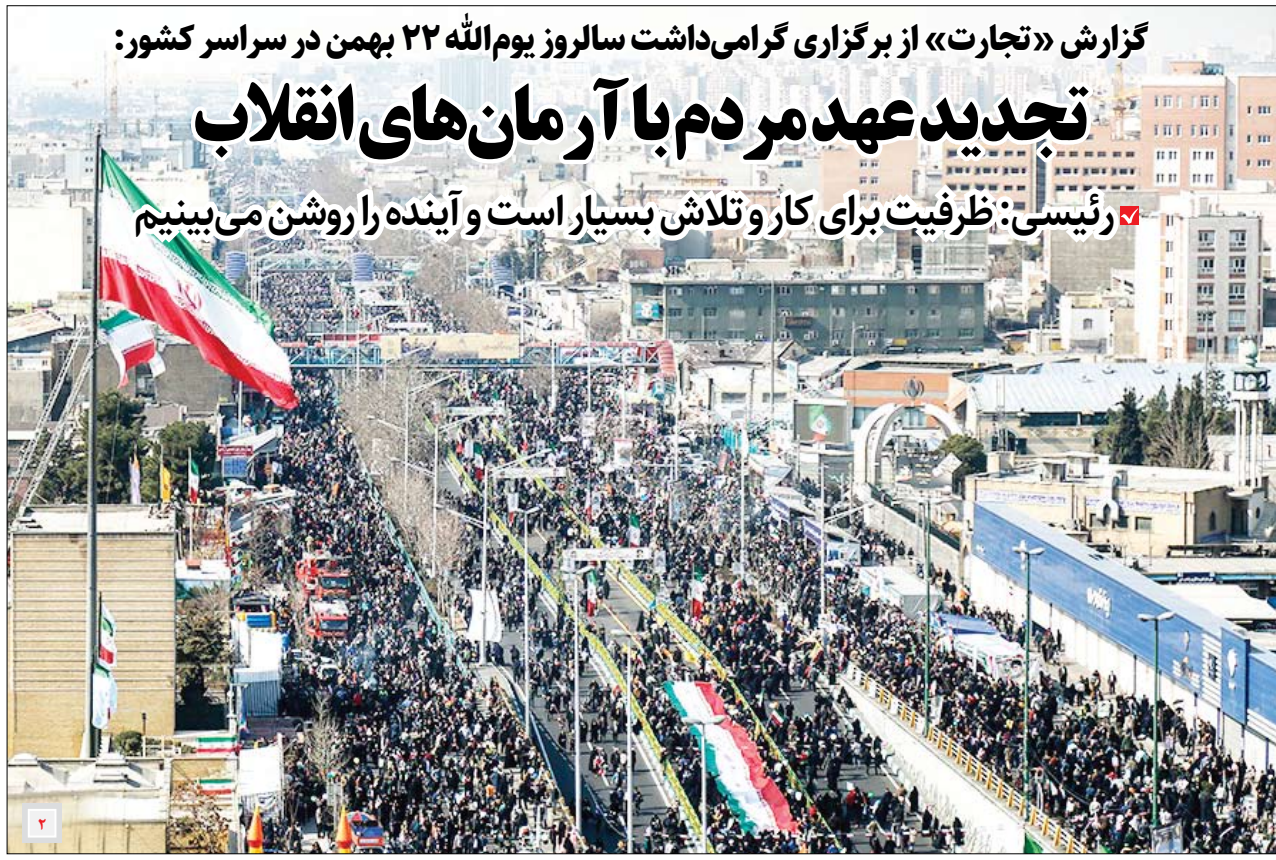 گزارش «تجارت» از برگزاری گرامی‌داشت سالروز یوم‌الله ۲۲ بهمن در سراسر کشور:
تجدید عهد مردم با آرمان‌های انقلاب
رئیسی: ظرفیت برای کار و تلاش بسیار است و آینده را روشن می‌بینیم
۲